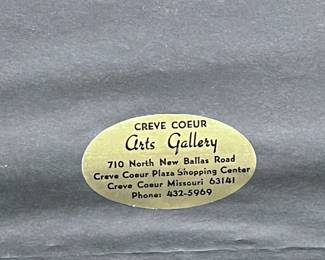 CREVE COEUR
Arts Gallery
710 North New Ballas Road
Creve Coeur Plaza Shopping Center
Creve Coeur Missouri 63141
Phone: 432-5969